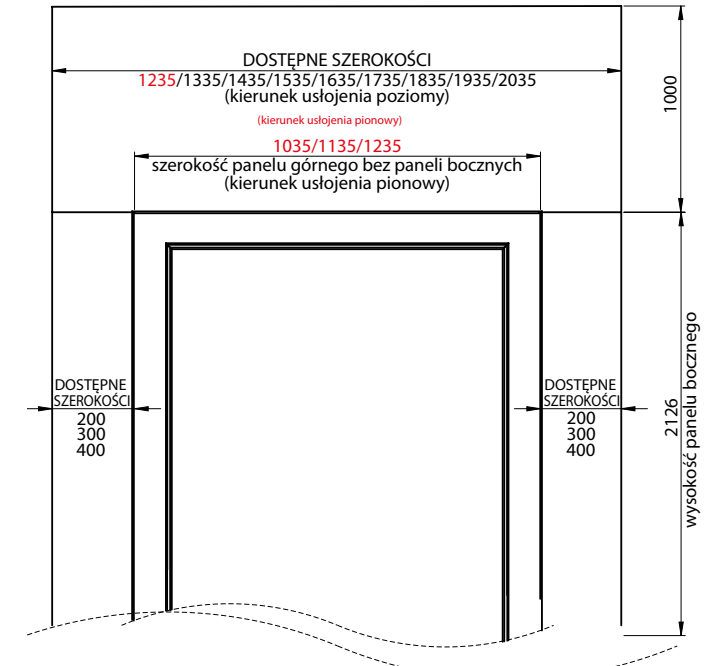 DOSTĘPNE SZEROKOŚCI
1235/1335/1435/1535/1635/1735/1835/1935/2035
(kierunek usłojenia poziomy)
(kierunek usłojenia pionowy)
1035/1135/1235
szerokość panelu górnego bez paneli bocznych
(kierunek usłojenia pionowy)
1000
DOSTĘPNE
SZEROKOŚCI
200
300
400
DOSTĘPNE
SZEROKOŚCI
200
300
400
2126
wysokość panelu bocznego